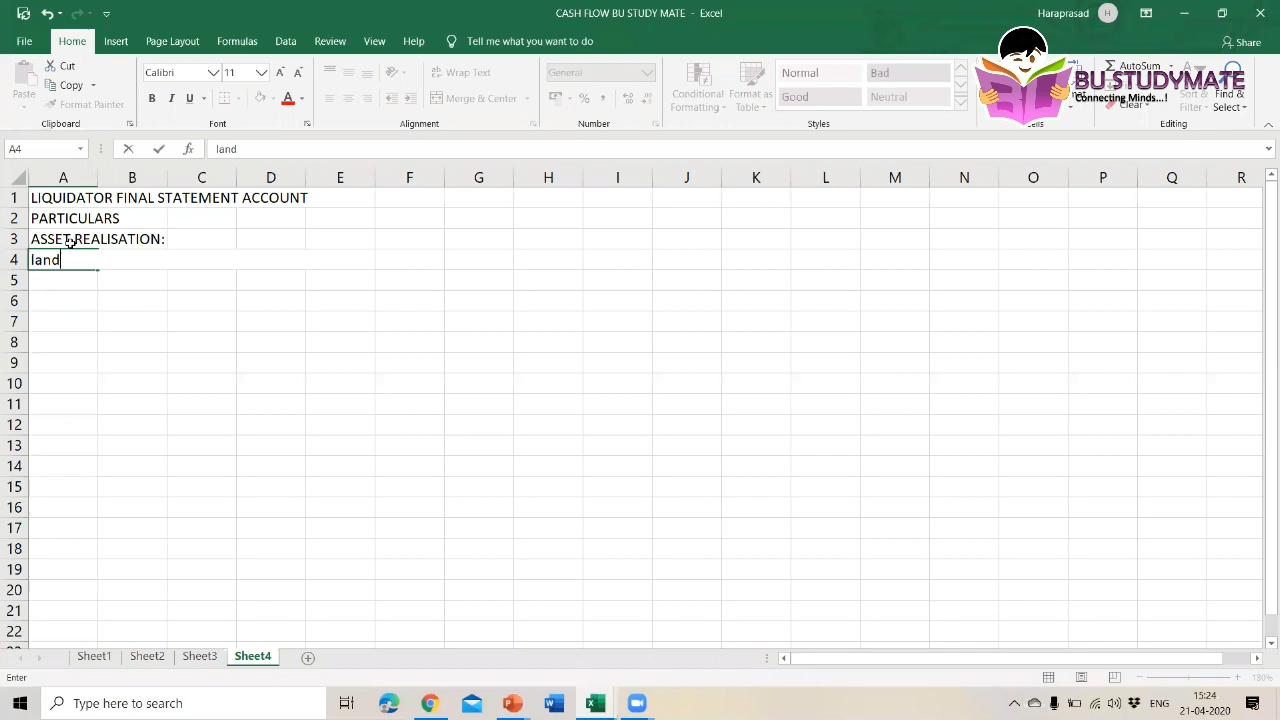 CASH FLOW BU STUDY MATE - Excel
Haraprasad H
File Home Insert Page Layout Formulas Data Review View Help Tell me what you want to do Share
Paste
Cut
Copy
Format Painter
Clipboard
Calibri 11
B I U A
Font
Wrap Text
Merge & Center
Alignment
General
% ,
Number
Conditional Formatting
Format as Table
Normal Bad
Good Neutral
Styles
AutoSum
Clear
Filter
Find &
Select
Editing
BU STUDYMATE
Connecting Minds...!
A4 fx land
A B C D E F G H I J K L M N O P Q R
1 LIQUIDATOR FINAL STATEMENT ACCOUNT
2 PARTICULARS
3 ASSET REALISATION:
4 land
5
6
7
8
9
10
11
12
13
14
15
16
17
18
19
20
21
22
Sheet1 Sheet2 Sheet3 Sheet4
Enter 130%
Type here to search
ENG
15:24
21-04-2020